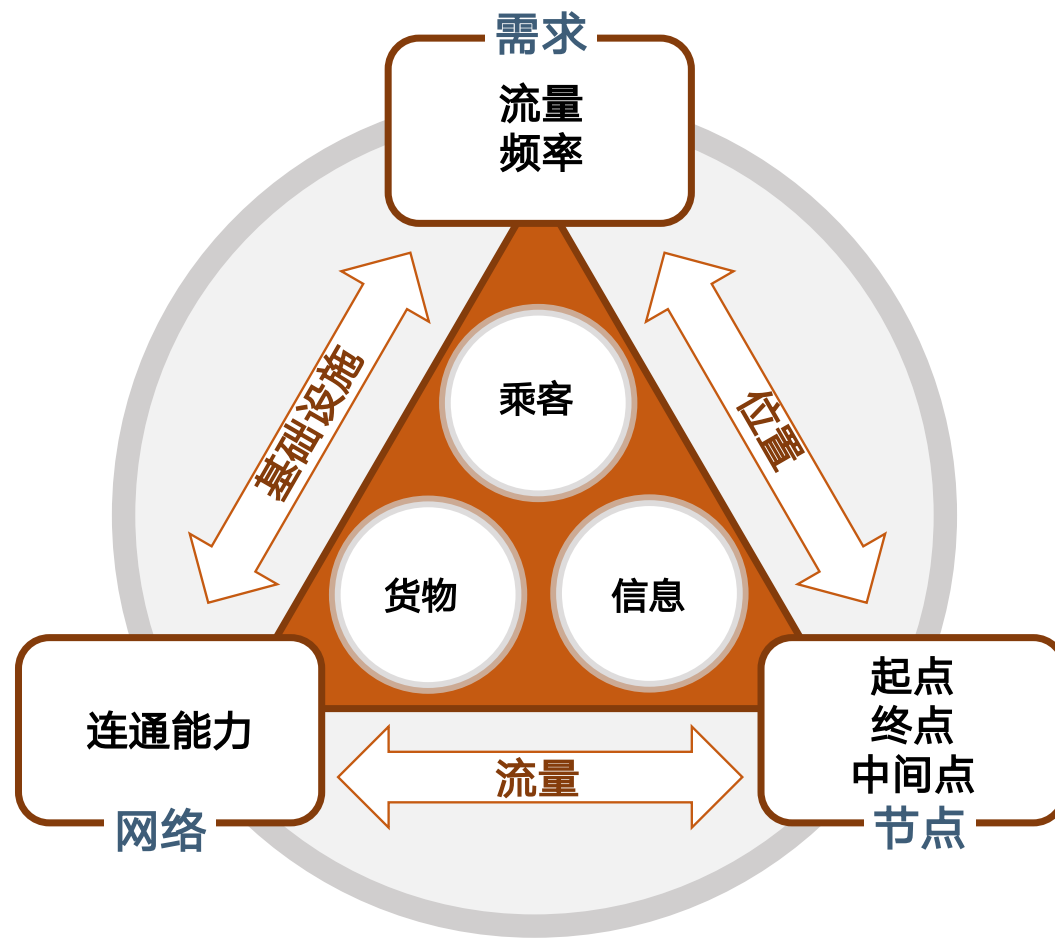 需求
流量
频率
基础设施
位置
乘客
货物
信息
连通能力
网络
流量
起点
终点
中间点
节点